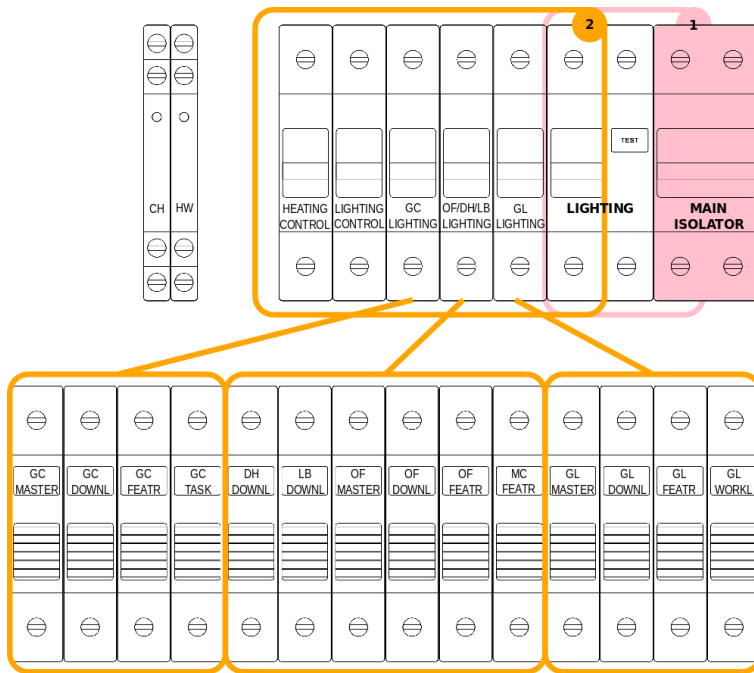 2
1
TEST
CH
HW
HEATING
CONTROL
LIGHTING
CONTROL
GC
LIGHTING
OF/DH/LB
LIGHTING
GL
LIGHTING
LIGHTING
MAIN
ISOLATOR
GC
MASTER
GC
DOWNL
GC
FEATR
GC
TASK
DH
DOWNL
LB
DOWNL
OF
MASTER
OF
DOWNL
OF
FEATR
MC
FEATR
GL
MASTER
GL
DOWNL
GL
FEATR
GL
WORKL